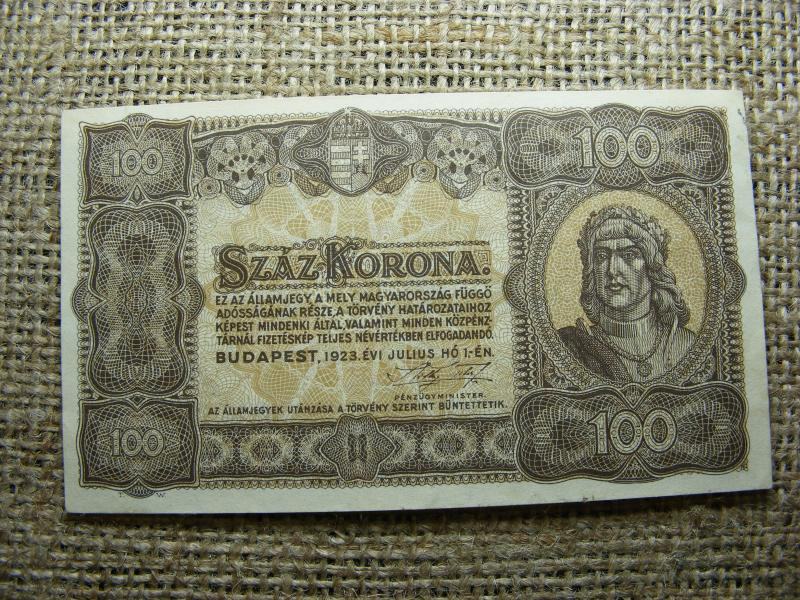 100
100
SZÁZ KORONA.
EZ AZ ÁLLAMJEGY, A MELY MAGYARORSZÁG FÜGGŐ
ADÓSSÁGÁNAK RÉSZE, A TÖRVÉNY HATÁROZATAIHOZ
KÉPEST MINDENKI ÁLTAL, VALAMINT MINDEN KÖZPÉNZ-
TÁRNÁL FIZETÉSKÉP TELJES NÉVÉRTÉKBEN ELFOGADANDÓ.
BUDAPEST, 1923. ÉVI JULIUS HÓ 1.-ÉN.
PÉNZÜGYMINISTER.
AZ ÁLLAMJEGYEK UTÁNZÁSA A TÖRVÉNY SZERINT BÜNTETTETIK.
100
100
T. W.